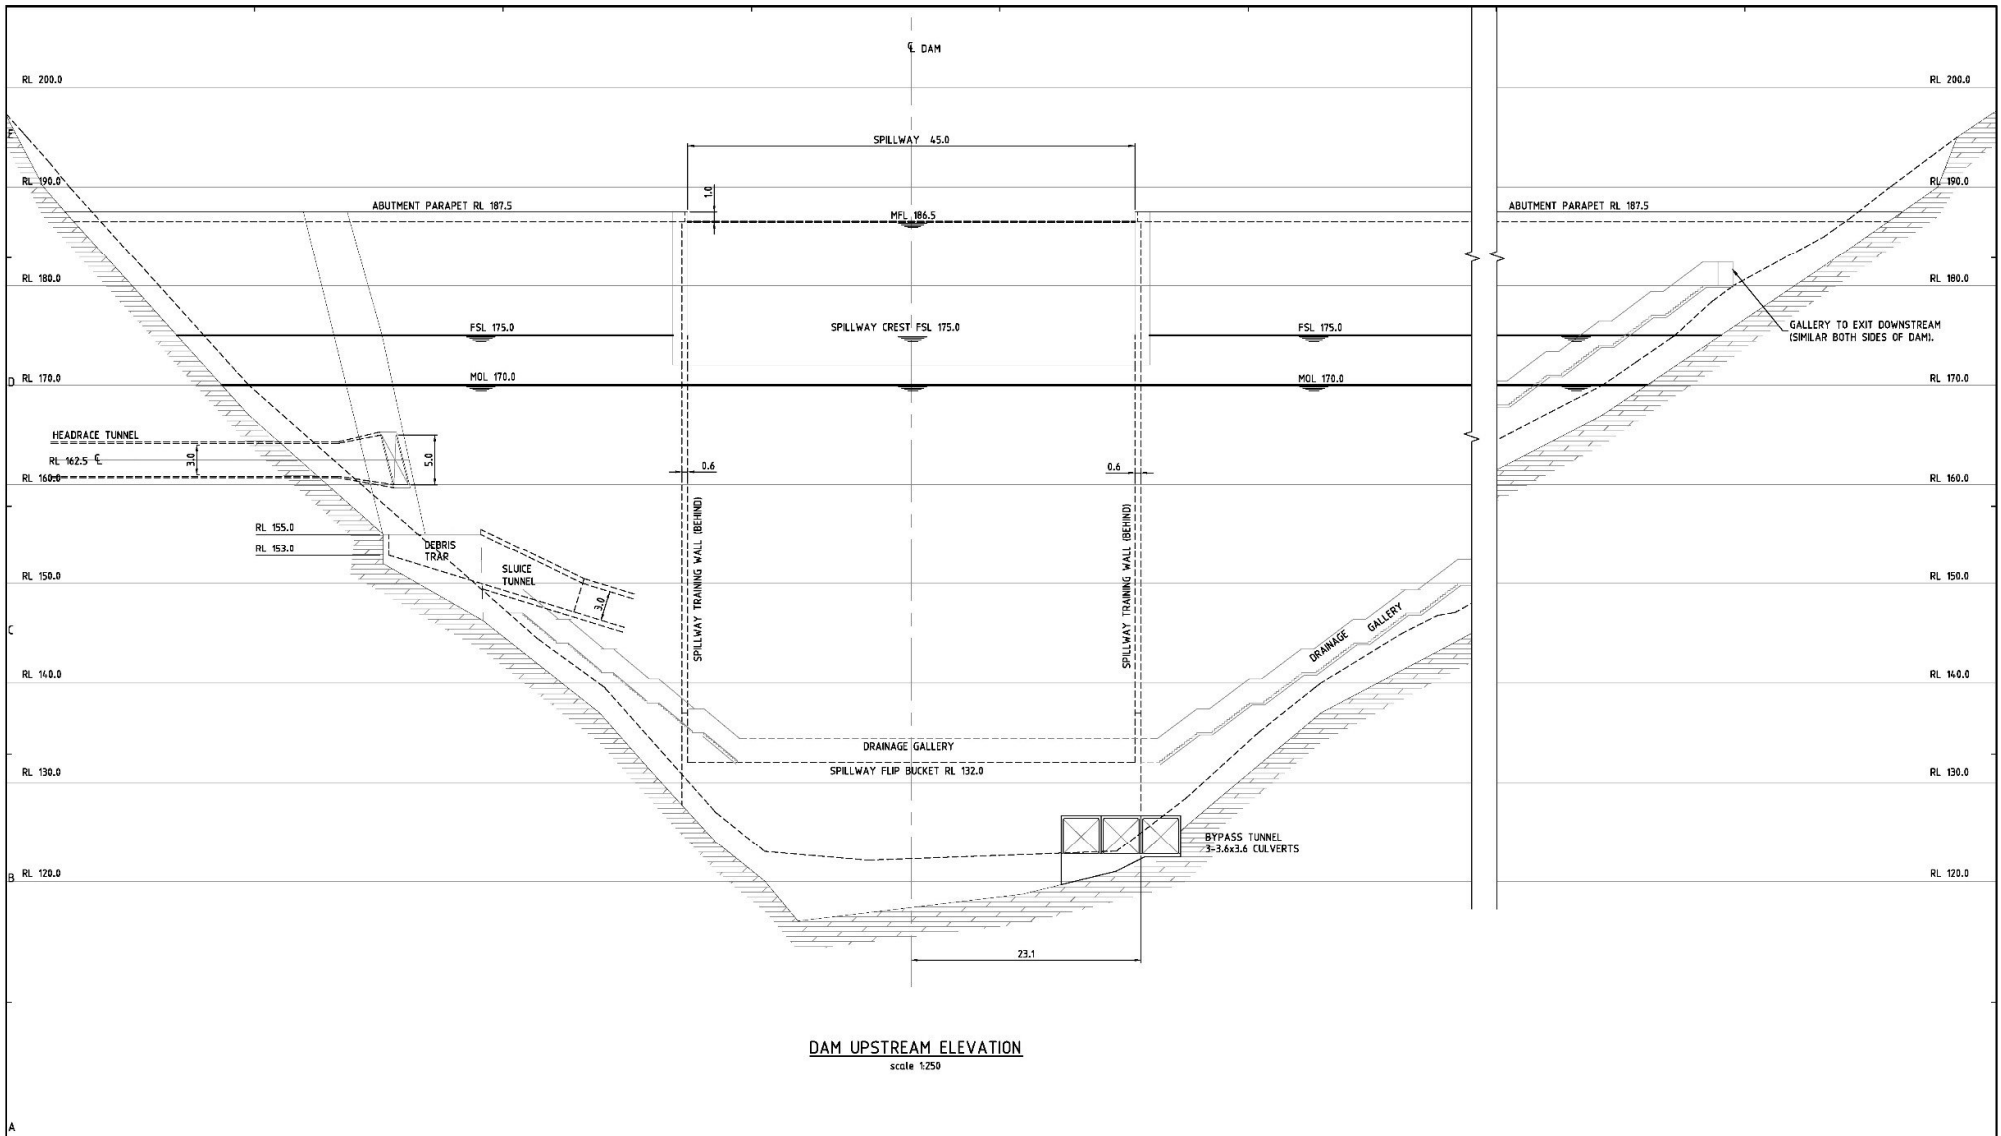 ℄ DAM
RL 200.0
RL 200.0
SPILLWAY 45.0
E
RL 190.0
1.0
RL 190.0
ABUTMENT PARAPET RL 187.5
MFL 186.5
ABUTMENT PARAPET RL 187.5
RL 180.0
RL 180.0
FSL 175.0
SPILLWAY CREST FSL 175.0
FSL 175.0
GALLERY TO EXIT DOWNSTREAM
(SIMILAR BOTH SIDES OF DAM).
D
RL 170.0
MOL 170.0
MOL 170.0
RL 170.0
HEADRACE TUNNEL
RL 162.5 ℄
3.0
5.0
0.6
0.6
RL 160.0
RL 160.0
SPILLWAY TRAINING WALL (BEHIND)
SPILLWAY TRAINING WALL (BEHIND)
RL 155.0
RL 153.0
DEBRIS
TRAR
SLUICE
TUNNEL
RL 150.0
RL 150.0
3.0
C
DRAINAGE GALLERY
RL 140.0
RL 140.0
DRAINAGE GALLERY
SPILLWAY FLIP BUCKET RL 132.0
RL 130.0
RL 130.0
BYPASS TUNNEL
3-3.6x3.6 CULVERTS
B
RL 120.0
RL 120.0
23.1
DAM UPSTREAM ELEVATION
scale 1:250
A